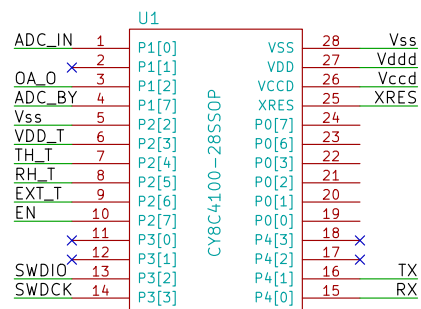 U1
ADC_IN 1 P1[0] VSS 28 Vss
2 P1[1] VDD 27 Vddd
OA_O 3 P1[2] VCCD 26 Vccd
ADC_BY 4 P1[7] XRES 25 XRES
Vss 5 P2[2] P0[7] 24
VDD_T 6 P2[3] P0[6] 23
TH_T 7 P2[4] P0[3] 22
RH_T 8 P2[5] P0[2] 21
EXT_T 9 P2[6] P0[1] 20
EN 10 P2[7] P0[0] 19
11 P3[0] P4[3] 18
12 P3[1] P4[2] 17
SWDIO 13 P3[2] P4[1] 16 TX
SWDCK 14 P3[3] P4[0] 15 RX
CY8C4100-28SSOP